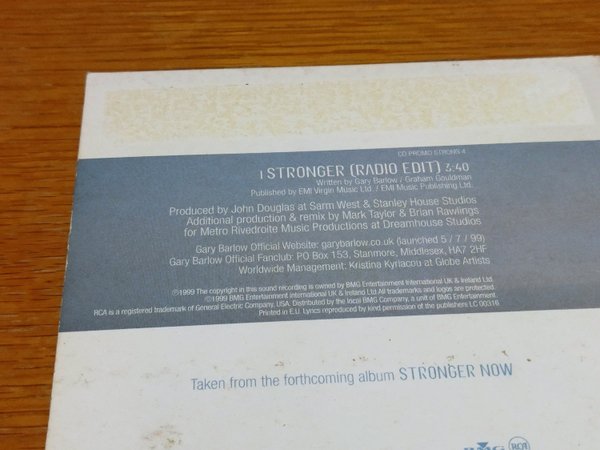 CD PROMO STRONG 4
1 STRONGER (RADIO EDIT) 3:40
Written by Gary Barlow / Graham Gouldman
Published by EMI Virgin Music Ltd. / EMI Music Publishing Ltd.
Produced by John Douglas at Sarm West & Stanley House Studios
Additional production & remix by Mark Taylor & Brian Rawlings
for Metro Rivedroite Music Productions at Dreamhouse Studios
Gary Barlow Official Website: garybarlow.co.uk (launched 5 / 7 / 99)
Gary Barlow Official Fanclub: PO Box 153, Stanmore, Middlesex, HA7 2HF
Worldwide Management: Kristina Kyriacou at Globe Artists
℗1999 The copyright in this sound recording is owned by BMG Entertainment International UK & Ireland Ltd.
©1999 BMG Entertainment International UK & Ireland Ltd All trademarks and logos are protected.
RCA is a registered trademark of General Electric Company, USA. Distributed by the local BMG Company, a unit of BMG Entertainment.
Printed in E.U. Lyrics reproduced by kind permission of the publishers LC 00316
Taken from the forthcoming album STRONGER NOW
BMG RCA